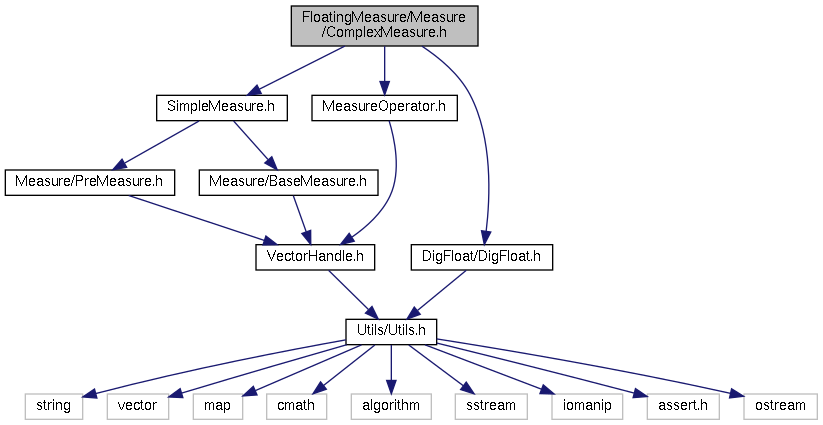 FloatingMeasure/Measure
/ComplexMeasure.h
SimpleMeasure.h
MeasureOperator.h
Measure/PreMeasure.h
Measure/BaseMeasure.h
VectorHandle.h
DigFloat/DigFloat.h
Utils/Utils.h
string
vector
map
cmath
algorithm
sstream
iomanip
assert.h
ostream